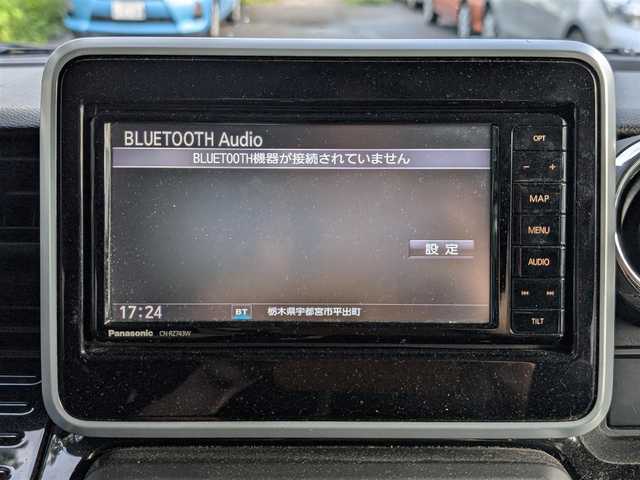 BLUETOOTH Audio
BLUETOOTH機器が接続されていません
設定
17:24 BT 栃木県宇都宮市平出町
Panasonic CN-RZ743W
OPT
- +
MAP
MENU
AUDIO
TILT